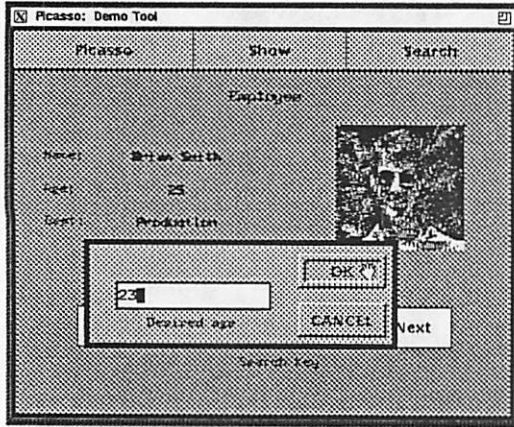 Picasso: Demo Tool
Picasso Show Search
Employee
Name: Brian Smith
Age: 25
Dept: Production
OK
23
Desired age
CANCEL
Next
Search Key